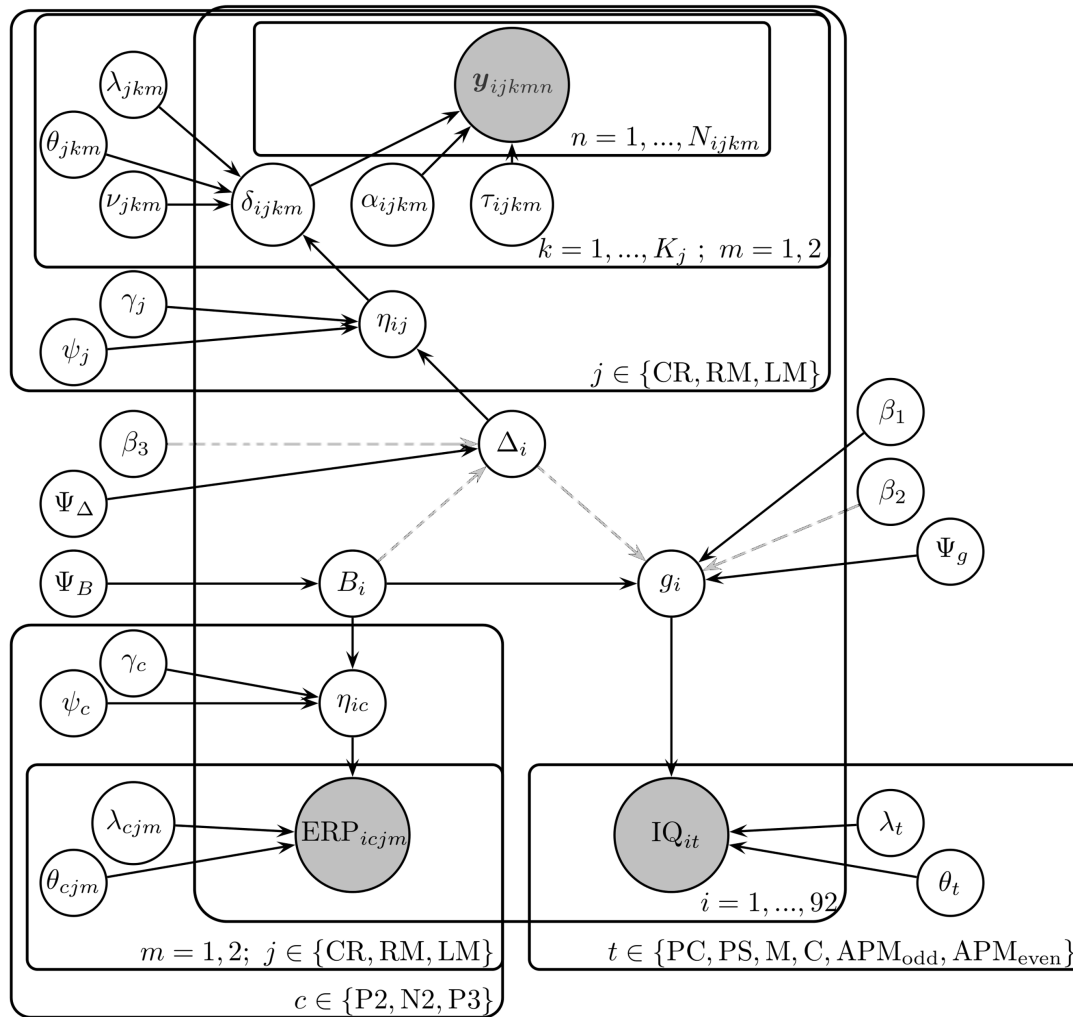 λ_jkm
y_ijkmn
θ_jkm
n = 1, ..., N_ijkm
ν_jkm
δ_ijkm
α_ijkm
τ_ijkm
k = 1, ..., K_j ; m = 1, 2
γ_j
η_ij
ψ_j
j ∈ {CR, RM, LM}
β_1
β_3
Δ_i
β_2
Ψ_Δ
Ψ_g
Ψ_B
B_i
g_i
γ_c
ψ_c
η_ic
λ_cjm
ERP_icjm
IQ_it
λ_t
θ_cjm
θ_t
i = 1, ..., 92
m = 1, 2; j ∈ {CR, RM, LM}
t ∈ {PC, PS, M, C, APM_odd, APM_even}
c ∈ {P2, N2, P3}